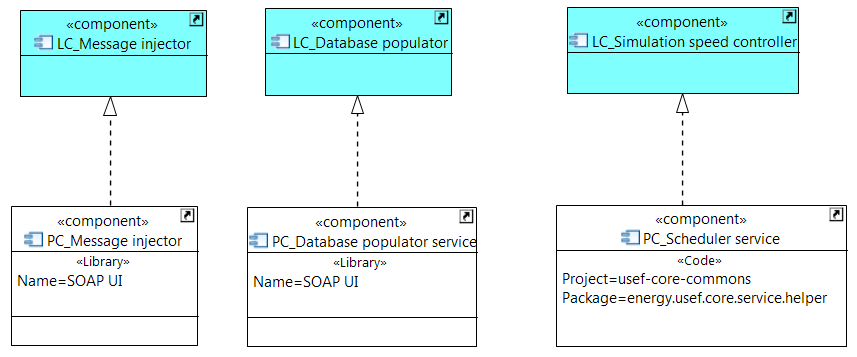 «component»
LC_Message injector
«component»
LC_Database populator
«component»
LC_Simulation speed controller
«component»
PC_Message injector
«Library»
Name=SOAP UI
«component»
PC_Database populator service
«Library»
Name=SOAP UI
«component»
PC_Scheduler service
«Code»
Project=usef-core-commons
Package=energy.usef.core.service.helper